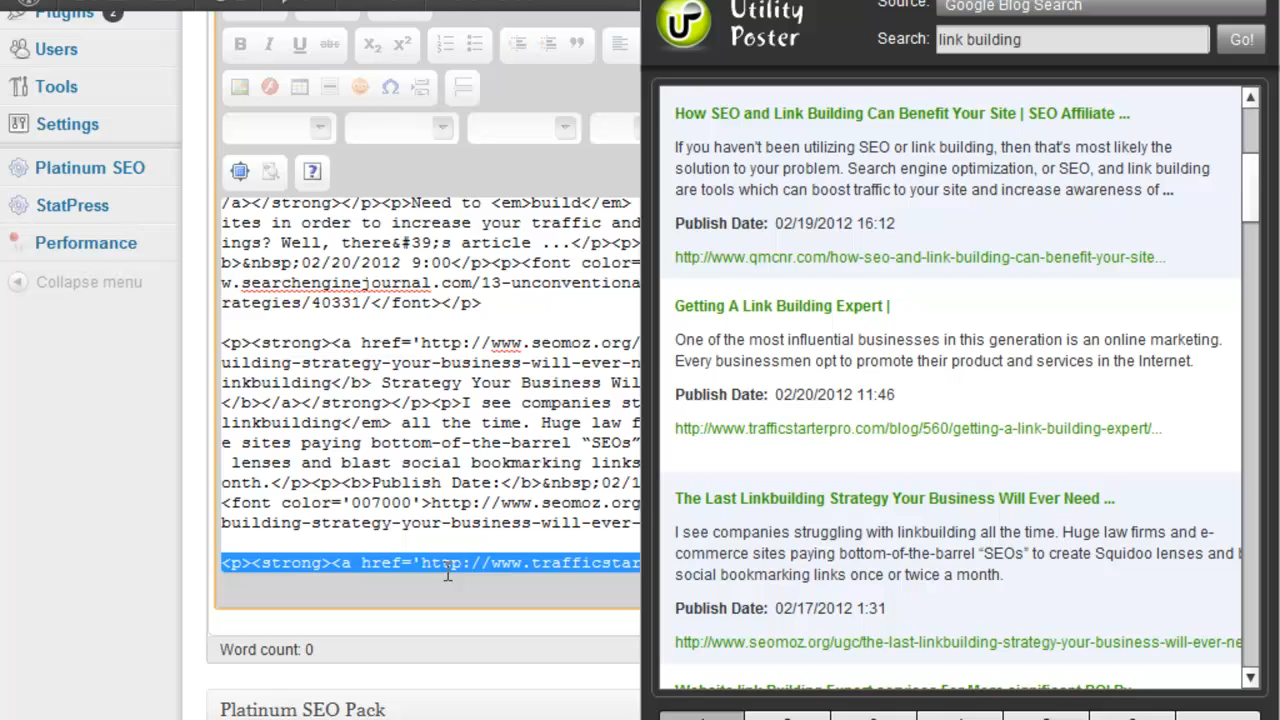 Plugins 2
Users
Tools
Settings
Platinum SEO
StatPress
Performance
Collapse menu
B I U abc X2 X2
/a></strong></p><p>Need to <em>build</em>
ites in order to increase your traffic and
ings? Well, there&#39;s article ...</p><p>
b>&nbsp;02/20/2012 9:00</p><p><font color=
w.searchenginejournal.com/13-unconventiona
rategies/40331/</font></p>
<p><strong><a href='http://www.seomoz.org/
uilding-strategy-your-business-will-ever-n
inkbuilding</b> Strategy Your Business Wil
</b></a></strong></p><p>I see companies st
linkbuilding</em> all the time. Huge law f
e sites paying bottom-of-the-barrel “SEOs”
lenses and blast social bookmarking links
onth.</p><p><b>Publish Date:</b>&nbsp;02/1
<font color='007000'>http://www.seomoz.org
building-strategy-your-business-will-ever-
<p><strong><a href='http://www.trafficstar
Word count: 0
Platinum SEO Pack
UP
Utility
Poster
Source: Google Blog Search
Search: link building Go!
How SEO and Link Building Can Benefit Your Site | SEO Affiliate ...
If you haven't been utilizing SEO or link building, then that's most likely the
solution to your problem. Search engine optimization, or SEO, and link building
are tools which can boost traffic to your site and increase awareness of ...
Publish Date: 02/19/2012 16:12
http://www.qmcnr.com/how-seo-and-link-building-can-benefit-your-site...
Getting A Link Building Expert |
One of the most influential businesses in this generation is an online marketing.
Every businessmen opt to promote their product and services in the Internet.
Publish Date: 02/20/2012 11:46
http://www.trafficstarterpro.com/blog/560/getting-a-link-building-expert/...
The Last Linkbuilding Strategy Your Business Will Ever Need ...
I see companies struggling with linkbuilding all the time. Huge law firms and e-
commerce sites paying bottom-of-the-barrel “SEOs” to create Squidoo lenses and b
social bookmarking links once or twice a month.
Publish Date: 02/17/2012 1:31
http://www.seomoz.org/ugc/the-last-linkbuilding-strategy-your-business-will-ever-ne